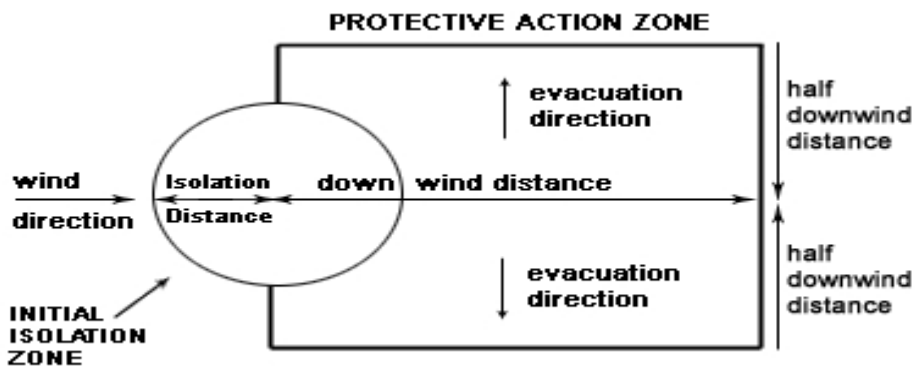 PROTECTIVE ACTION ZONE
evacuation
direction
half
downwind
distance
wind
direction
Isolation
Distance
down wind distance
evacuation
direction
half
downwind
distance
INITIAL
ISOLATION
ZONE